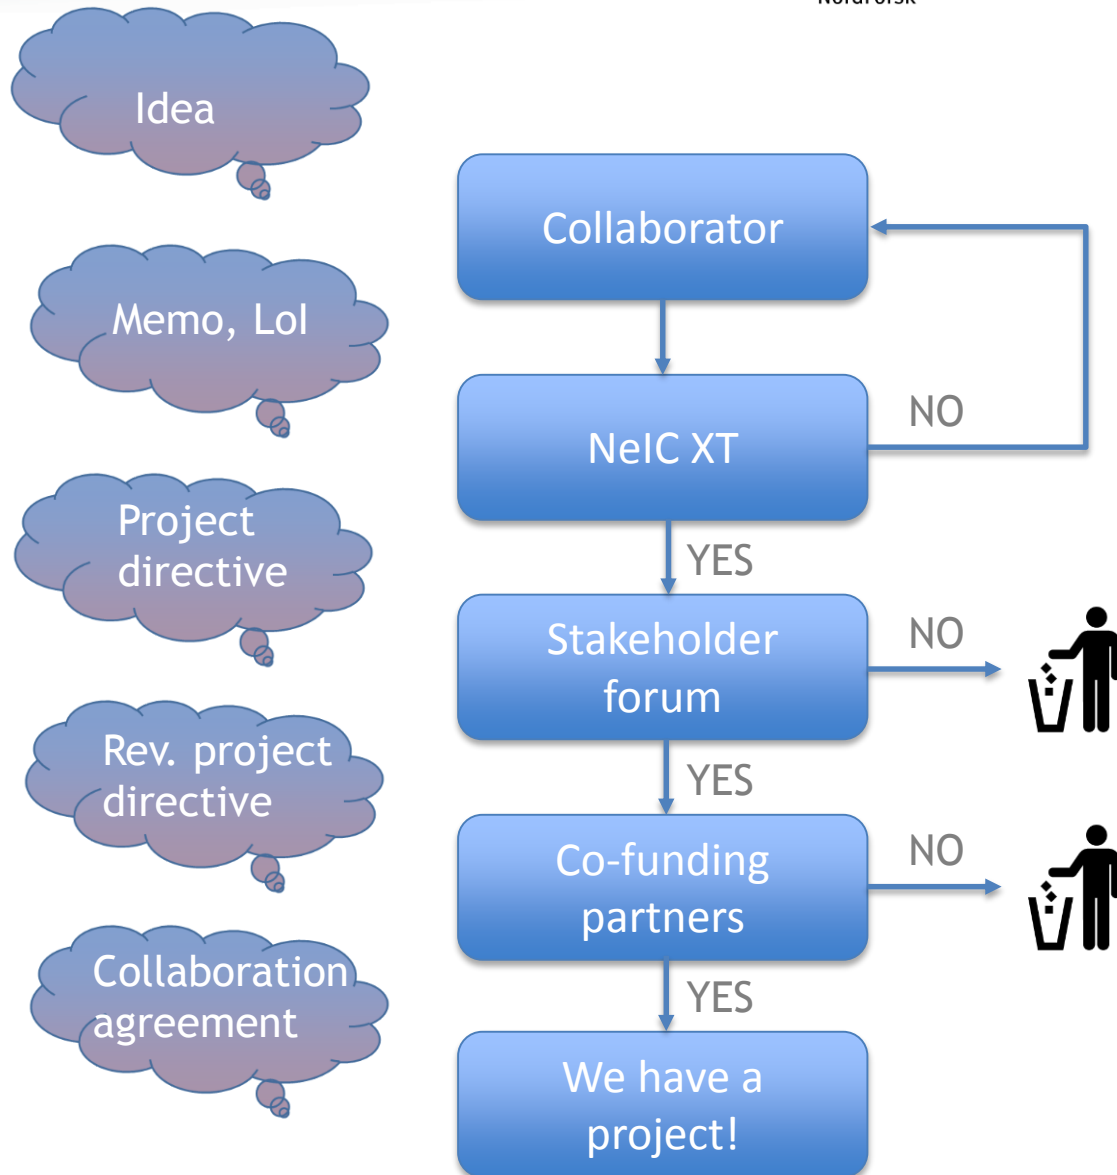 NordForsk
Idea
Collaborator
Memo, LoI
NeIC XT
NO
YES
Project
directive
Stakeholder
forum
NO
YES
Rev. project
directive
Co-funding
partners
NO
YES
Collaboration
agreement
We have a
project!